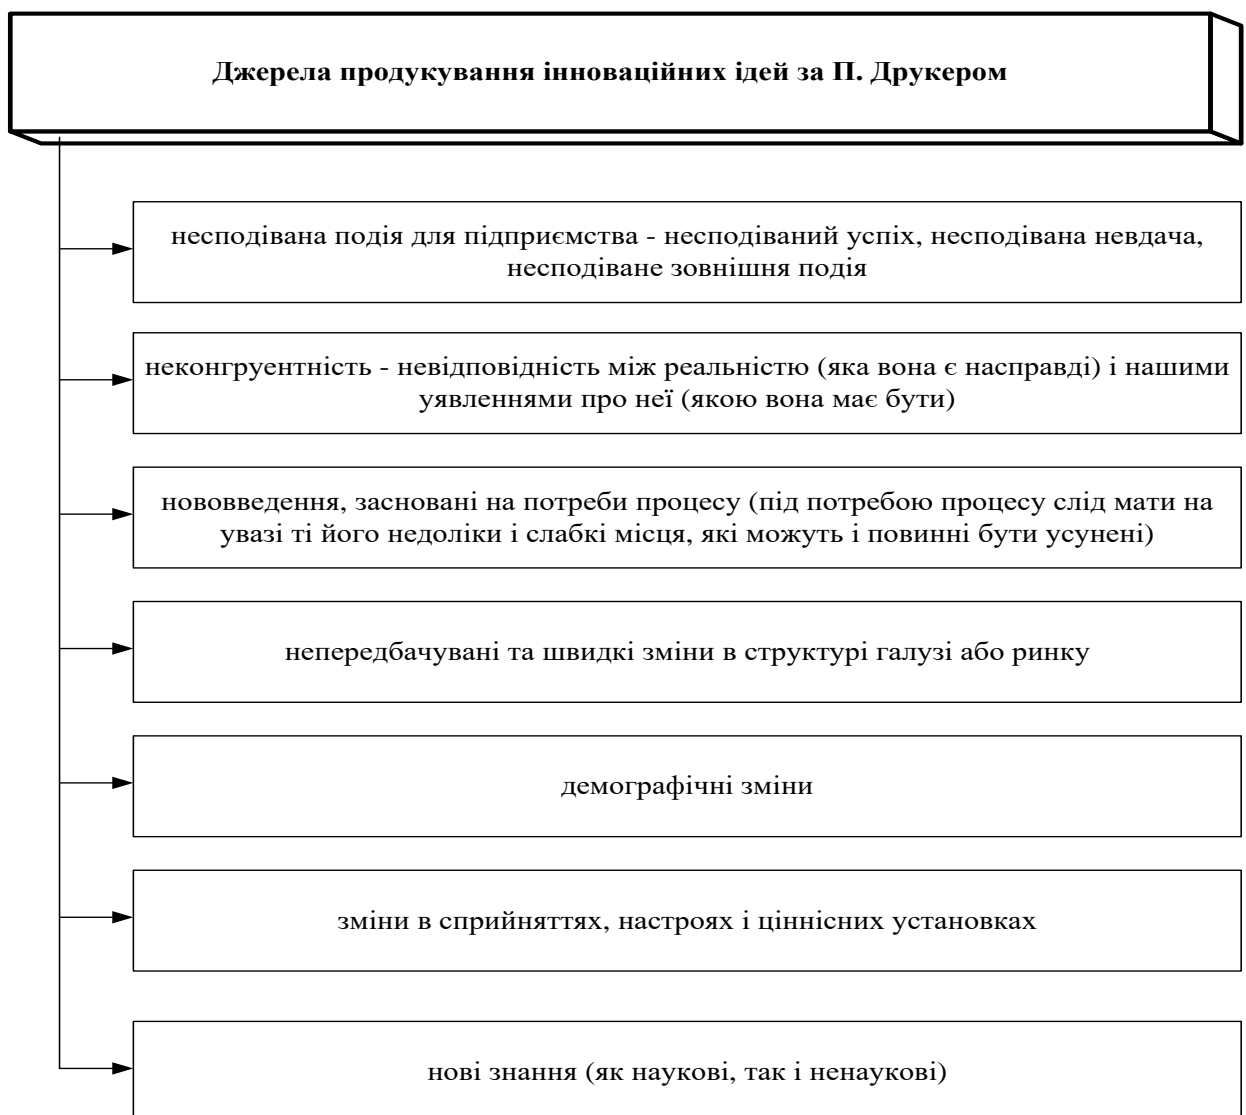 Джерела продукування інноваційних ідей за П. Друкером
несподівана подія для підприємства - несподіваний успіх, несподівана невдача,
несподіване зовнішня подія
неконгруентність - невідповідність між реальністю (яка вона є насправді) і нашими
уявленнями про неї (якою вона має бути)
нововведення, засновані на потреби процесу (під потребою процесу слід мати на
увазі ті його недоліки і слабкі місця, які можуть і повинні бути усунені)
непередбачувані та швидкі зміни в структурі галузі або ринку
демографічні зміни
зміни в сприйняттях, настроях і ціннісних установках
нові знання (як наукові, так і ненаукові)